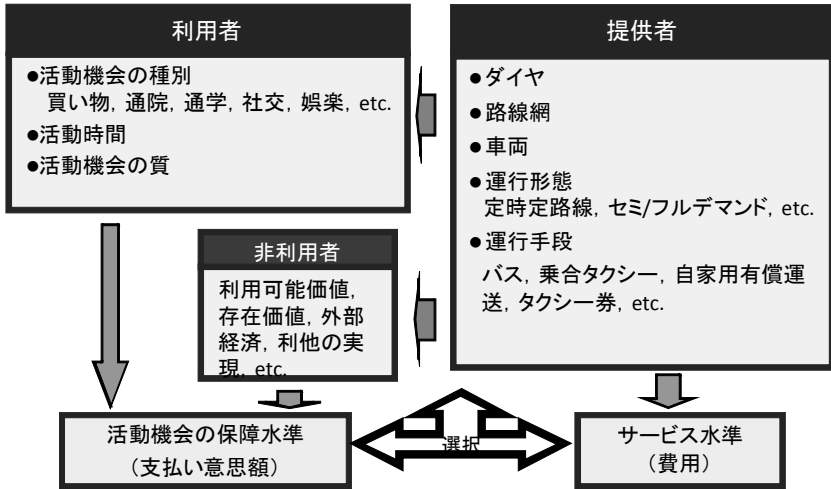 利用者
●活動機会の種別
買い物, 通院, 通学, 社交, 娯楽, etc.
●活動時間
●活動機会の質
提供者
●ダイヤ
●路線網
●車両
●運行形態
定時定路線, セミ/フルデマンド, etc.
●運行手段
バス, 乗合タクシー, 自家用有償運
送, タクシー券, etc.
非利用者
利用可能価値,
存在価値, 外部
経済, 利他の実
現, etc.
活動機会の保障水準
（支払い意思額）
選択
サービス水準
（費用）